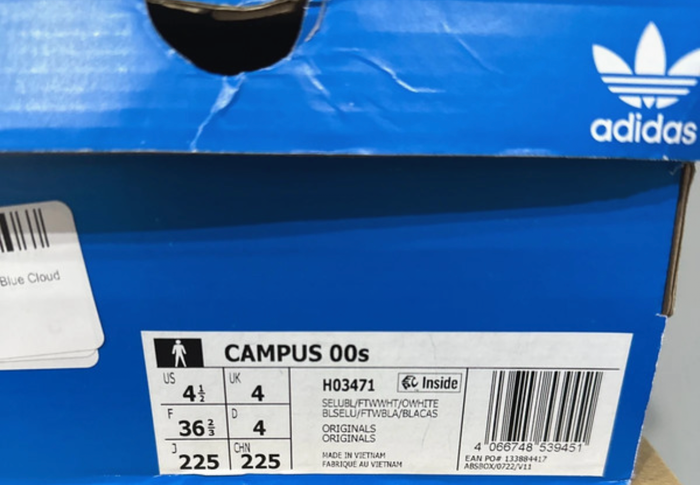 adidas
Blue Cloud
CAMPUS 00s
US 4½ UK 4
F 36⅔ D 4
J 225 CHN 225
H03471 Inside
SELUBL/FTWWHT/OWHITE
BLSELU/FTWBLA/BLACAS
ORIGINALS
ORIGINALS
MADE IN VIETNAM
FABRIQUÉ AU VIETNAM
4 066748 539451
EAN PO# 133884417
ABSBOX/0722/V11